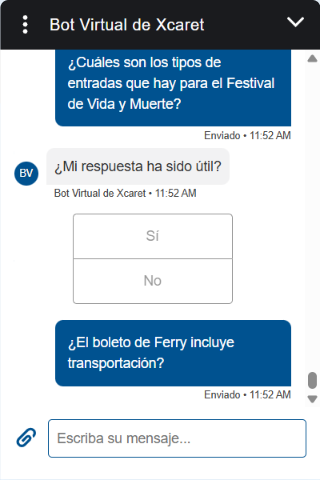 Bot Virtual de Xcaret
¿Cuáles son los tipos de
entradas que hay para el Festival
de Vida y Muerte?
Enviado • 11:52 AM
¿Mi respuesta ha sido útil?
BV
Bot Virtual de Xcaret • 11:52 AM
Sí
No
¿El boleto de Ferry incluye
transportación?
Enviado • 11:52 AM
Escriba su mensaje...